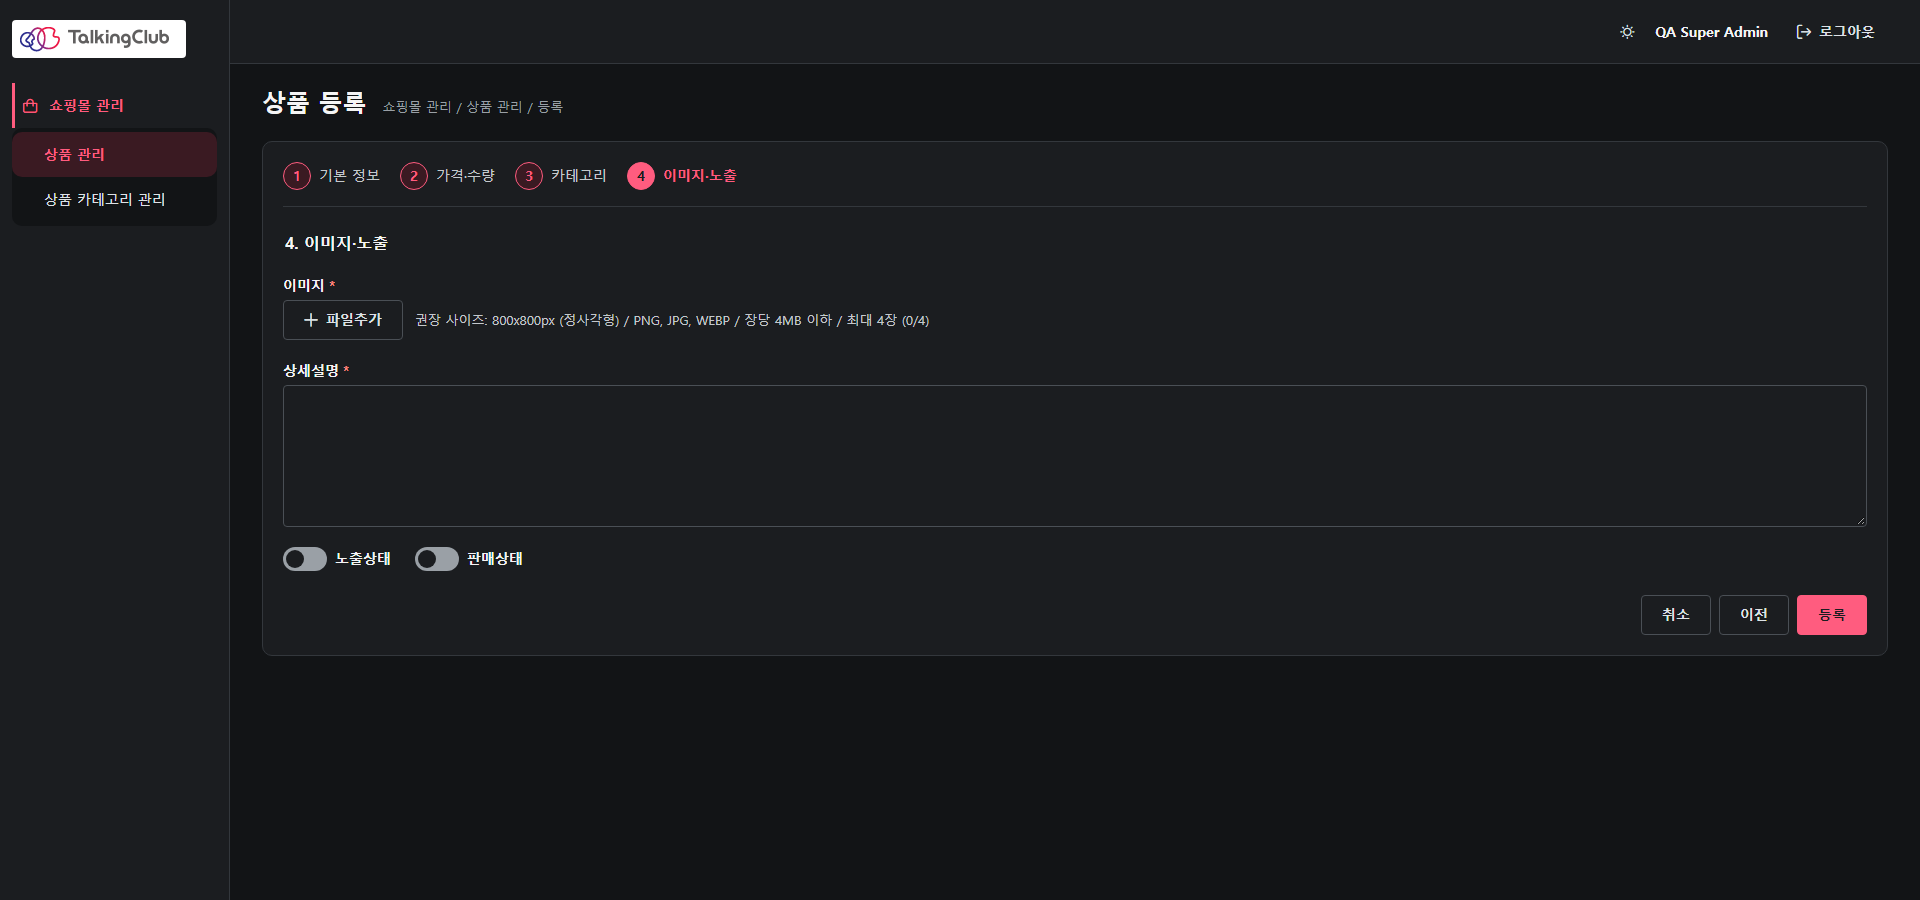 TalkingClub
QA Super Admin
로그아웃
쇼핑몰 관리
상품 관리
상품 카테고리 관리
상품 등록
쇼핑몰 관리 / 상품 관리 / 등록
1 기본 정보 2 가격·수량 3 카테고리 4 이미지·노출
4. 이미지·노출
이미지 *
파일추가 권장 사이즈: 800x800px (정사각형) / PNG, JPG, WEBP / 장당 4MB 이하 / 최대 4장 (0/4)
상세설명 *
노출상태 판매상태
취소 이전 등록